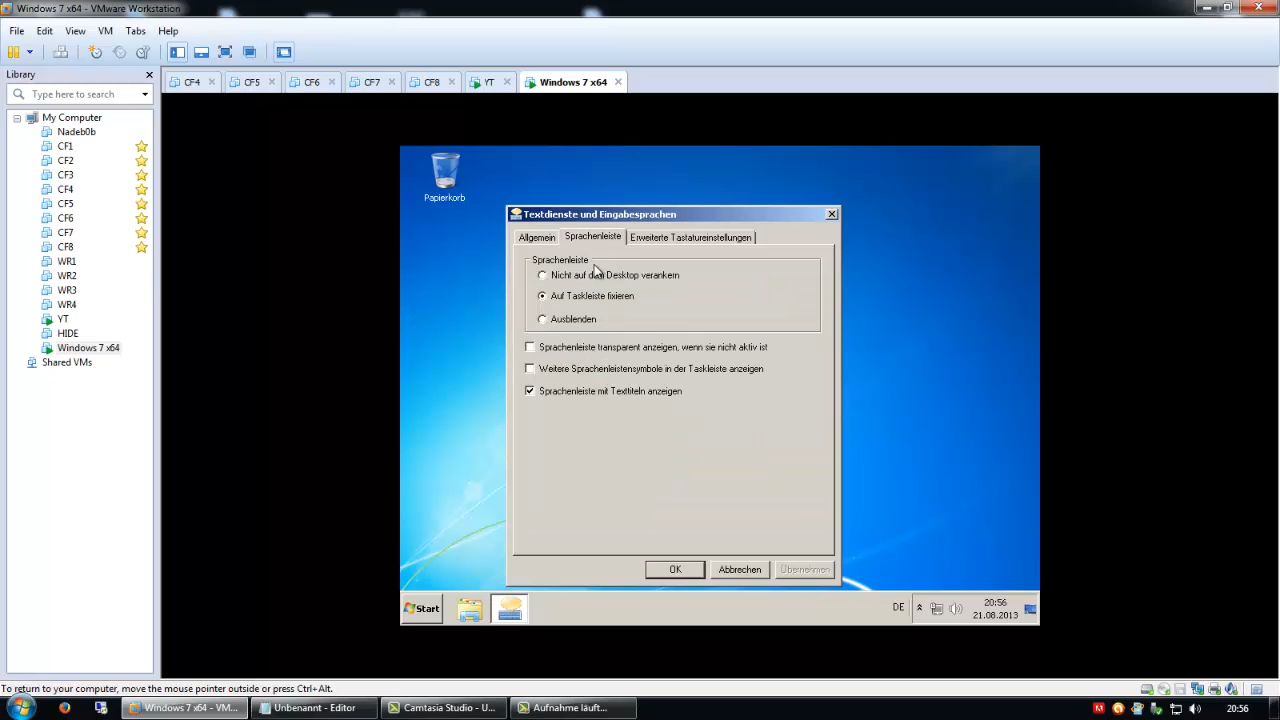 Windows 7 x64 - VMware Workstation
File Edit View VM Tabs Help
Library
Type here to search
My Computer
Nadeb0b
CF1
CF2
CF3
CF4
CF5
CF6
CF7
CF8
WR1
WR2
WR3
WR4
YT
HIDE
Windows 7 x64
Shared VMs
CF4 CF5 CF6 CF7 CF8 YT Windows 7 x64
Papierkorb
Textdienste und Eingabesprachen
Allgemein Sprachenleiste Erweiterte Tastatureinstellungen
Sprachenleiste
Nicht auf dem Desktop verankern
Auf Taskleiste fixieren
Ausblenden
Sprachenleiste transparent anzeigen, wenn sie nicht aktiv ist
Weitere Sprachenleistensymbole in der Taskleiste anzeigen
Sprachenleiste mit Texttiteln anzeigen
OK Abbrechen Übernehmen
Start
DE
20:56
21.08.2013
To return to your computer, move the mouse pointer outside or press Ctrl+Alt.
Windows 7 x64 - VM... Unbenannt - Editor Camtasia Studio - U... Aufnahme läuft...
20:56